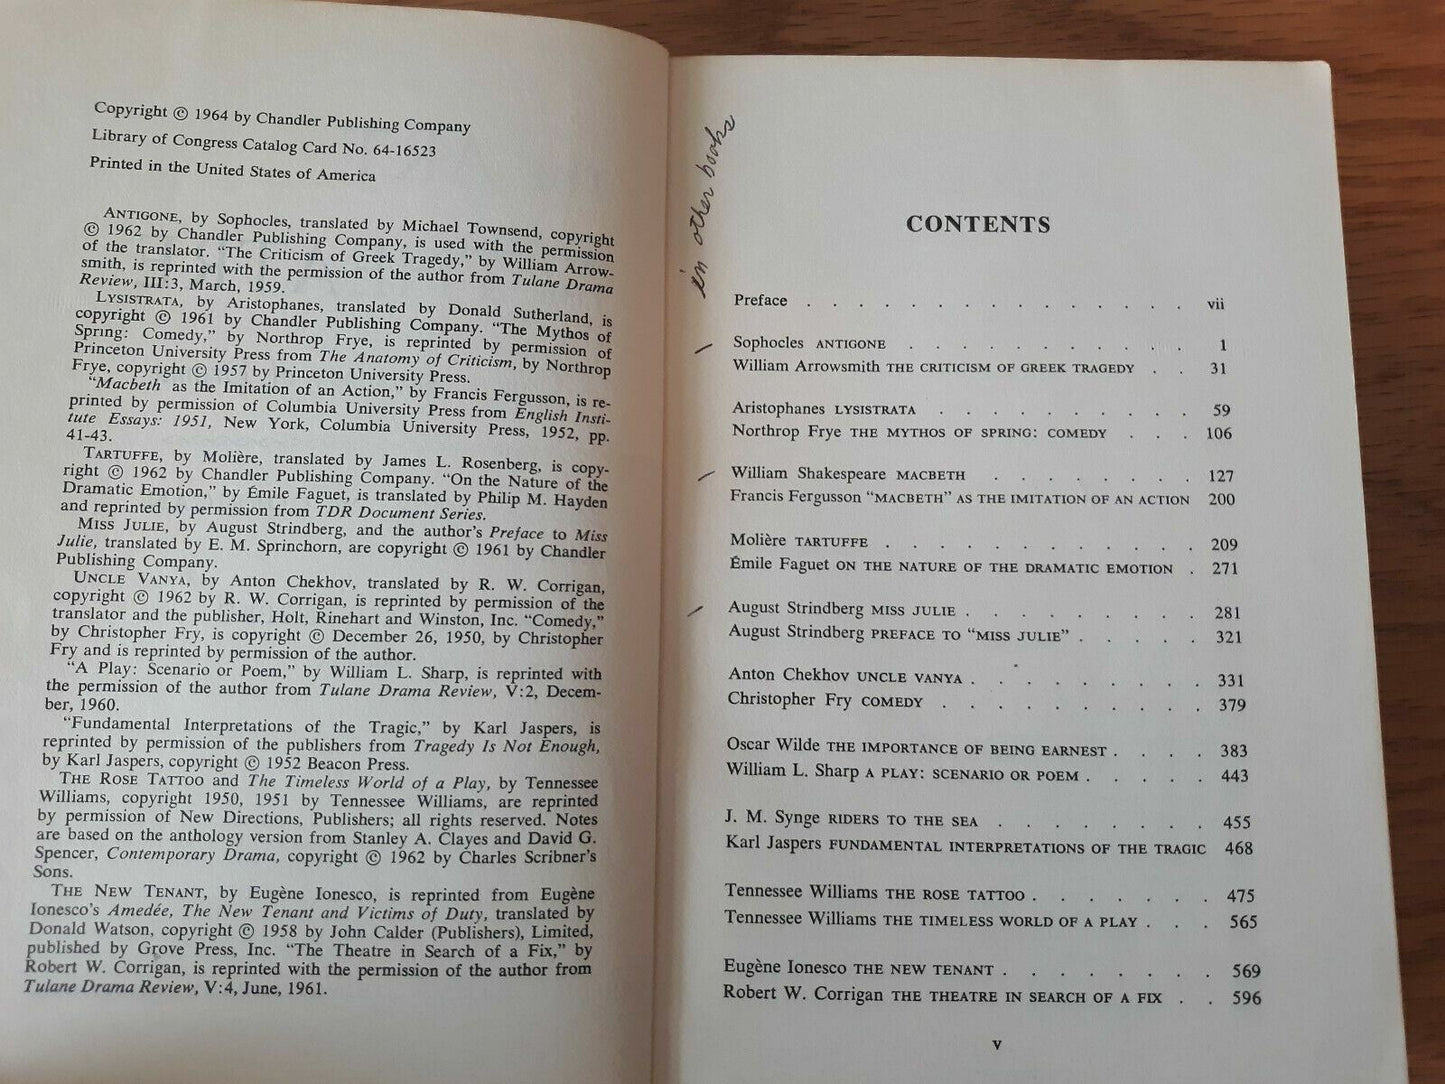 Copyright © 1964 by Chandler Publishing Company
Library of Congress Catalog Card No. 64-16523
Printed in the United States of America
ANTIGONE, by Sophocles, translated by Michael Townsend, copyright
© 1962 by Chandler Publishing Company, is used with the permission
of the translator. "The Criticism of Greek Tragedy," by William Arrow-
smith, is reprinted with the permission of the author from Tulane Drama
Review, III:3, March, 1959.
LYSISTRATA, by Aristophanes, translated by Donald Sutherland, is
copyright © 1961 by Chandler Publishing Company. "The Mythos of
Spring: Comedy," by Northrop Frye, is reprinted by permission of
Princeton University Press from The Anatomy of Criticism, by Northrop
Frye, copyright © 1957 by Princeton University Press.
"Macbeth as the Imitation of an Action," by Francis Fergusson, is re-
printed by permission of Columbia University Press from English Insti-
tute Essays: 1951, New York, Columbia University Press, 1952, pp.
41-43.
TARTUFFE, by Molière, translated by James L. Rosenberg, is copy-
right © 1962 by Chandler Publishing Company. "On the Nature of the
Dramatic Emotion," by Émile Faguet, is translated by Philip M. Hayden
and reprinted by permission from TDR Document Series.
MISS JULIE, by August Strindberg, and the author's Preface to Miss
Julie, translated by E. M. Sprinchorn, are copyright © 1961 by Chandler
Publishing Company.
UNCLE VANYA, by Anton Chekhov, translated by R. W. Corrigan,
copyright © 1962 by R. W. Corrigan, is reprinted by permission of the
translator and the publisher, Holt, Rinehart and Winston, Inc. "Comedy,"
by Christopher Fry, is copyright © December 26, 1950, by Christopher
Fry and is reprinted by permission of the author.
"A Play: Scenario or Poem," by William L. Sharp, is reprinted with
the permission of the author from Tulane Drama Review, V:2, Decem-
ber, 1960.
"Fundamental Interpretations of the Tragic," by Karl Jaspers, is
reprinted by permission of the publishers from Tragedy Is Not Enough,
by Karl Jaspers, copyright © 1952 Beacon Press.
THE ROSE TATTOO and The Timeless World of a Play, by Tennessee
Williams, copyright 1950, 1951 by Tennessee Williams, are reprinted
by permission of New Directions, Publishers; all rights reserved. Notes
are based on the anthology version from Stanley A. Clayes and David G.
Spencer, Contemporary Drama, copyright © 1962 by Charles Scribner's
Sons.
THE NEW TENANT, by Eugène Ionesco, is reprinted from Eugène
Ionesco's Amedée, The New Tenant and Victims of Duty, translated by
Donald Watson, copyright © 1958 by John Calder (Publishers), Limited,
published by Grove Press, Inc. "The Theatre in Search of a Fix," by
Robert W. Corrigan, is reprinted with the permission of the author from
Tulane Drama Review, V:4, June, 1961.
in other books
CONTENTS
Preface . . . . . . . . . . . . . . . vii
Sophocles ANTIGONE . . . . . . . . . . . 1
William Arrowsmith THE CRITICISM OF GREEK TRAGEDY . . 31
Aristophanes LYSISTRATA . . . . . . . . . . 59
Northrop Frye THE MYTHOS OF SPRING: COMEDY . . . 106
William Shakespeare MACBETH . . . . . . . . 127
Francis Fergusson "MACBETH" AS THE IMITATION OF AN ACTION 200
Molière TARTUFFE . . . . . . . . . . . . 209
Émile Faguet ON THE NATURE OF THE DRAMATIC EMOTION . 271
August Strindberg MISS JULIE . . . . . . . . . 281
August Strindberg PREFACE TO "MISS JULIE" . . . . . 321
Anton Chekhov UNCLE VANYA . . . . . . . . . 331
Christopher Fry COMEDY . . . . . . . . . . 379
Oscar Wilde THE IMPORTANCE OF BEING EARNEST . . . . 383
William L. Sharp A PLAY: SCENARIO OR POEM . . . . . 443
J. M. Synge RIDERS TO THE SEA . . . . . . . . 455
Karl Jaspers FUNDAMENTAL INTERPRETATIONS OF THE TRAGIC 468
Tennessee Williams THE ROSE TATTOO . . . . . . . 475
Tennessee Williams THE TIMELESS WORLD OF A PLAY . . . 565
Eugène Ionesco THE NEW TENANT . . . . . . . . 569
Robert W. Corrigan THE THEATRE IN SEARCH OF A FIX . . 596
v